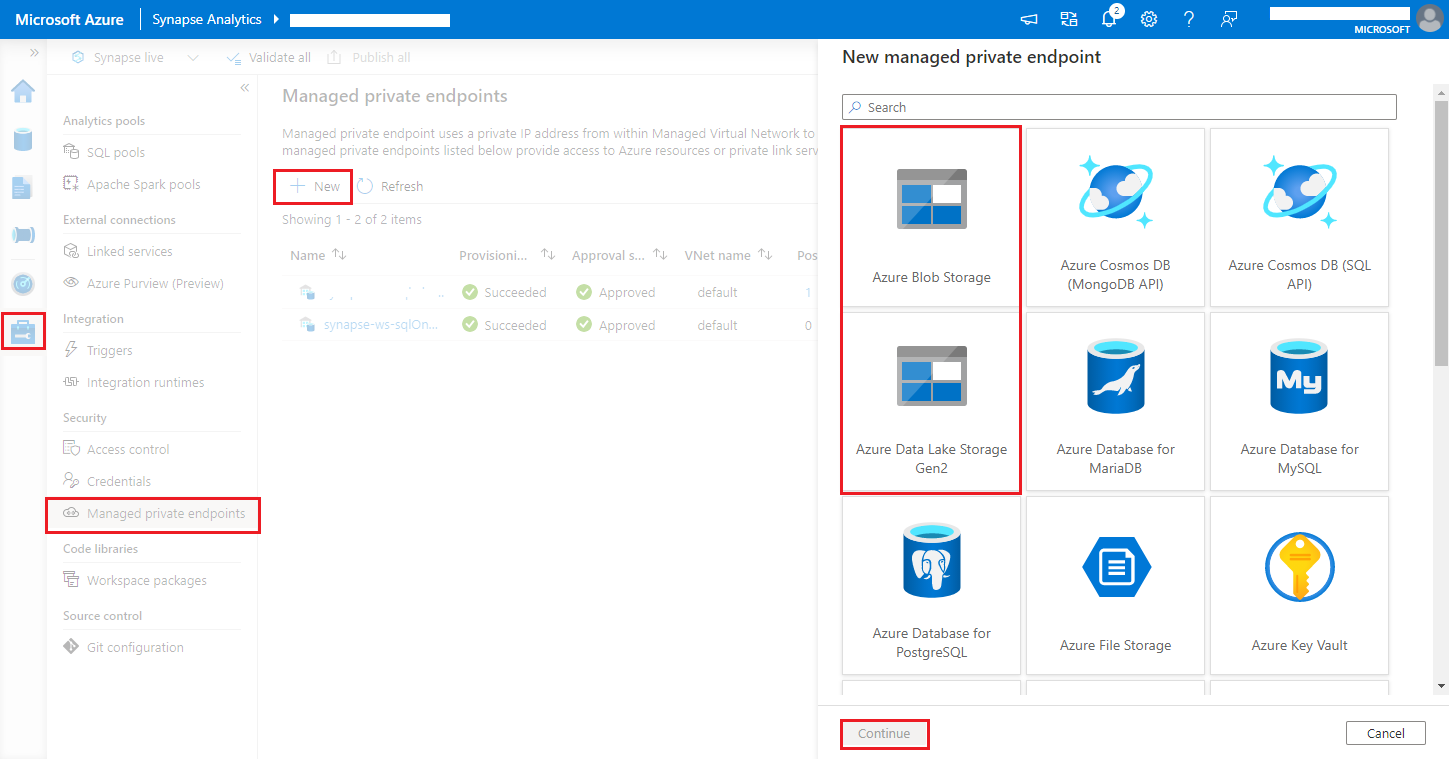 Microsoft Azure
Synapse Analytics
2
MICROSOFT
Synapse live
Validate all
Publish all
Analytics pools
SQL pools
Apache Spark pools
External connections
Linked services
Azure Purview (Preview)
Integration
Triggers
Integration runtimes
Security
Access control
Credentials
Managed private endpoints
Code libraries
Workspace packages
Source control
Git configuration
Managed private endpoints
Managed private endpoint uses a private IP address from within Managed Virtual Network to
managed private endpoints listed below provide access to Azure resources or private link serv
New
Refresh
Showing 1 - 2 of 2 items
Name Provisioni... Approval s... VNet name Pos
Succeeded Approved default 1
synapse-ws-sqlOn... Succeeded Approved default 0
New managed private endpoint
Search
Azure Blob Storage
Azure Cosmos DB
(MongoDB API)
Azure Cosmos DB (SQL
API)
Azure Data Lake Storage
Gen2
Azure Database for
MariaDB
My
Azure Database for
MySQL
Azure Database for
PostgreSQL
Azure File Storage
Azure Key Vault
Continue
Cancel